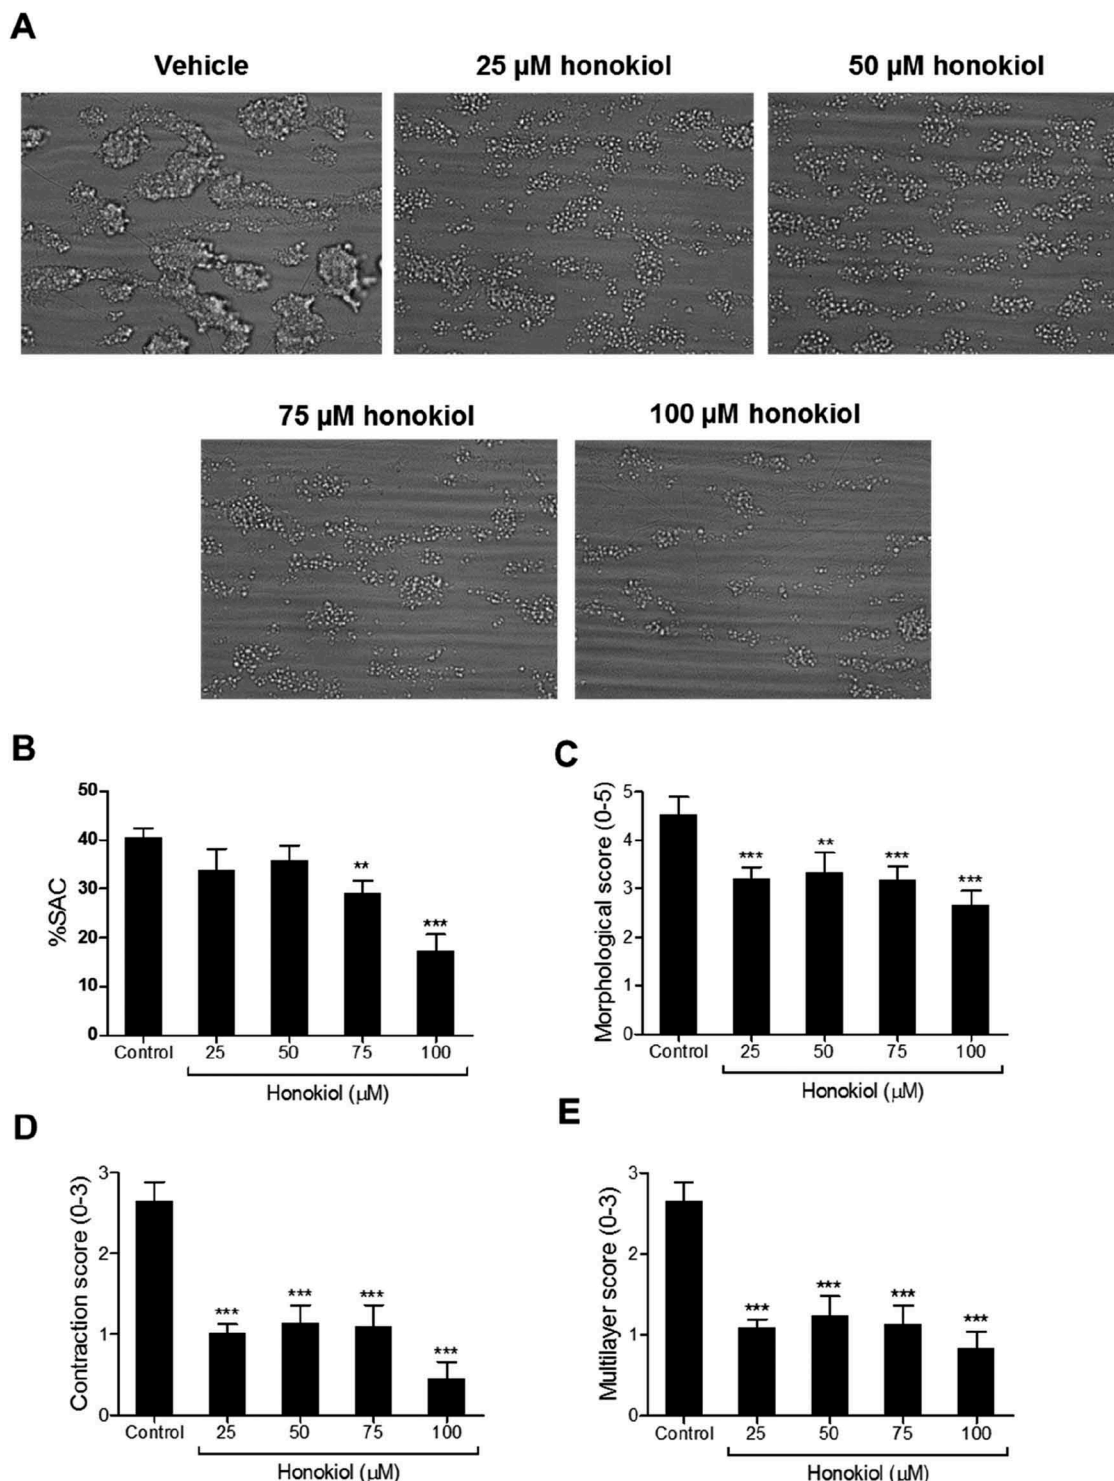 A
Vehicle
25 µM honokiol
50 µM honokiol
75 µM honokiol
100 µM honokiol
B
%SAC
50
40
30
20
10
0
**
***
Control
25
50
75
100
Honokiol (µM)
C
Morphological score (0-5)
5
4
3
2
1
0
***
**
***
***
Control
25
50
75
100
Honokiol (µM)
D
Contraction score (0-3)
3
2
1
0
***
***
***
***
Control
25
50
75
100
Honokiol (µM)
E
Multilayer score (0-3)
3
2
1
0
***
***
***
***
Control
25
50
75
100
Honokiol (µM)